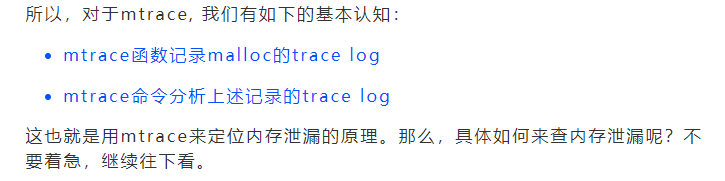 所以，对于mtrace, 我们有如下的基本认知：
• mtrace函数记录malloc的trace log
• mtrace命令分析上述记录的trace log
这也就是用mtrace来定位内存泄漏的原理。那么，具体如何来查内存泄漏呢？不
要着急，继续往下看。